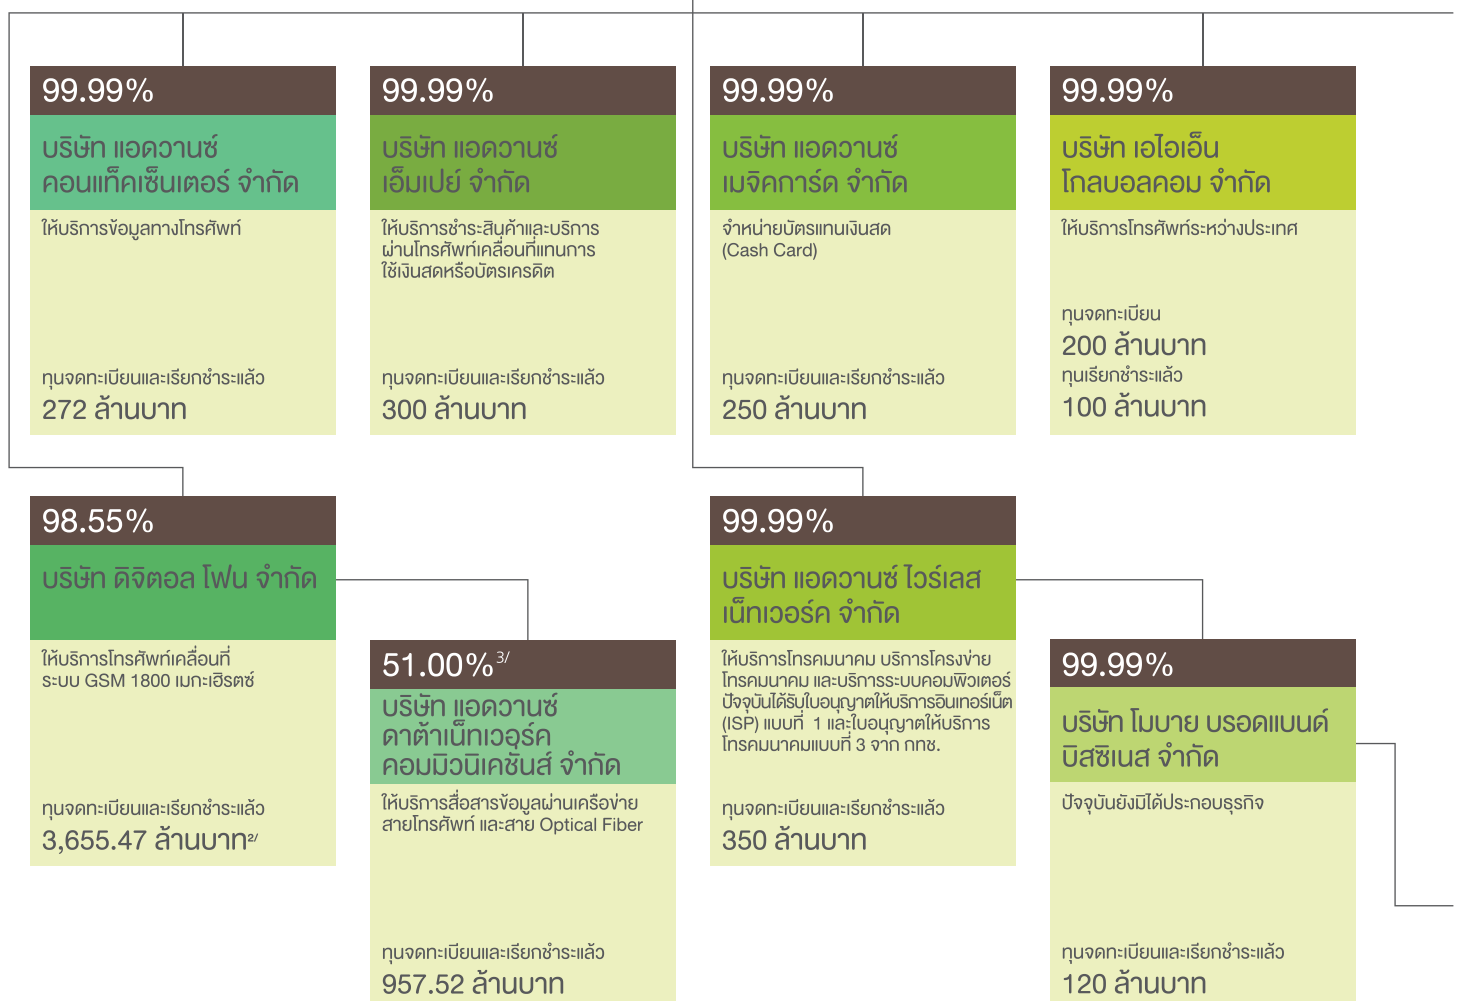 99.99%
บริษัท แอดวานซ์
คอนแท็คเซ็นเตอร์ จำกัด
ให้บริการข้อมูลทางโทรศัพท์
ทุนจดทะเบียนและเรียกชำระแล้ว
272 ล้านบาท
99.99%
บริษัท แอดวานซ์
เอ็มเปย์ จำกัด
ให้บริการชำระสินค้าและบริการ
ผ่านโทรศัพท์เคลื่อนที่แทนการ
ใช้เงินสดหรือบัตรเครดิต
ทุนจดทะเบียนและเรียกชำระแล้ว
300 ล้านบาท
99.99%
บริษัท แอดวานซ์
เมจิคการ์ด จำกัด
จำหน่ายบัตรแทนเงินสด
(Cash Card)
ทุนจดทะเบียนและเรียกชำระแล้ว
250 ล้านบาท
99.99%
บริษัท เอไอเอ็น
โกลบอลคอม จำกัด
ให้บริการโทรศัพท์ระหว่างประเทศ
ทุนจดทะเบียน
200 ล้านบาท
ทุนเรียกชำระแล้ว
100 ล้านบาท
98.55%
บริษัท ดิจิตอล โฟน จำกัด
ให้บริการโทรศัพท์เคลื่อนที่
ระบบ GSM 1800 เมกะเฮิรตซ์
ทุนจดทะเบียนและเรียกชำระแล้ว
3,655.47 ล้านบาท2/
51.00%3/
บริษัท แอดวานซ์
ดาต้าเน็ทเวอร์ค
คอมมิวนิเคชั่นส์ จำกัด
ให้บริการสื่อสารข้อมูลผ่านเครือข่าย
สายโทรศัพท์ และสาย Optical Fiber
ทุนจดทะเบียนและเรียกชำระแล้ว
957.52 ล้านบาท
99.99%
บริษัท แอดวานซ์ ไวร์เลส
เน็ทเวอร์ค จำกัด
ให้บริการโทรคมนาคม บริการโครงข่าย
โทรคมนาคม และบริการระบบคอมพิวเตอร์
ปัจจุบันได้รับใบอนุญาตให้บริการอินเทอร์เน็ต
(ISP) แบบที่ 1 และใบอนุญาตให้บริการ
โทรคมนาคมแบบที่ 3 จาก กทช.
ทุนจดทะเบียนและเรียกชำระแล้ว
350 ล้านบาท
99.99%
บริษัท โมบาย บรอดแบนด์
บิสซิเนส จำกัด
ปัจจุบันยังมิได้ประกอบธุรกิจ
ทุนจดทะเบียนและเรียกชำระแล้ว
120 ล้านบาท